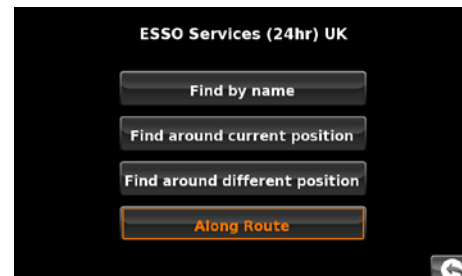 ESSO Services (24hr) UK
Find by name
Find around current position
Find around different position
Along Route